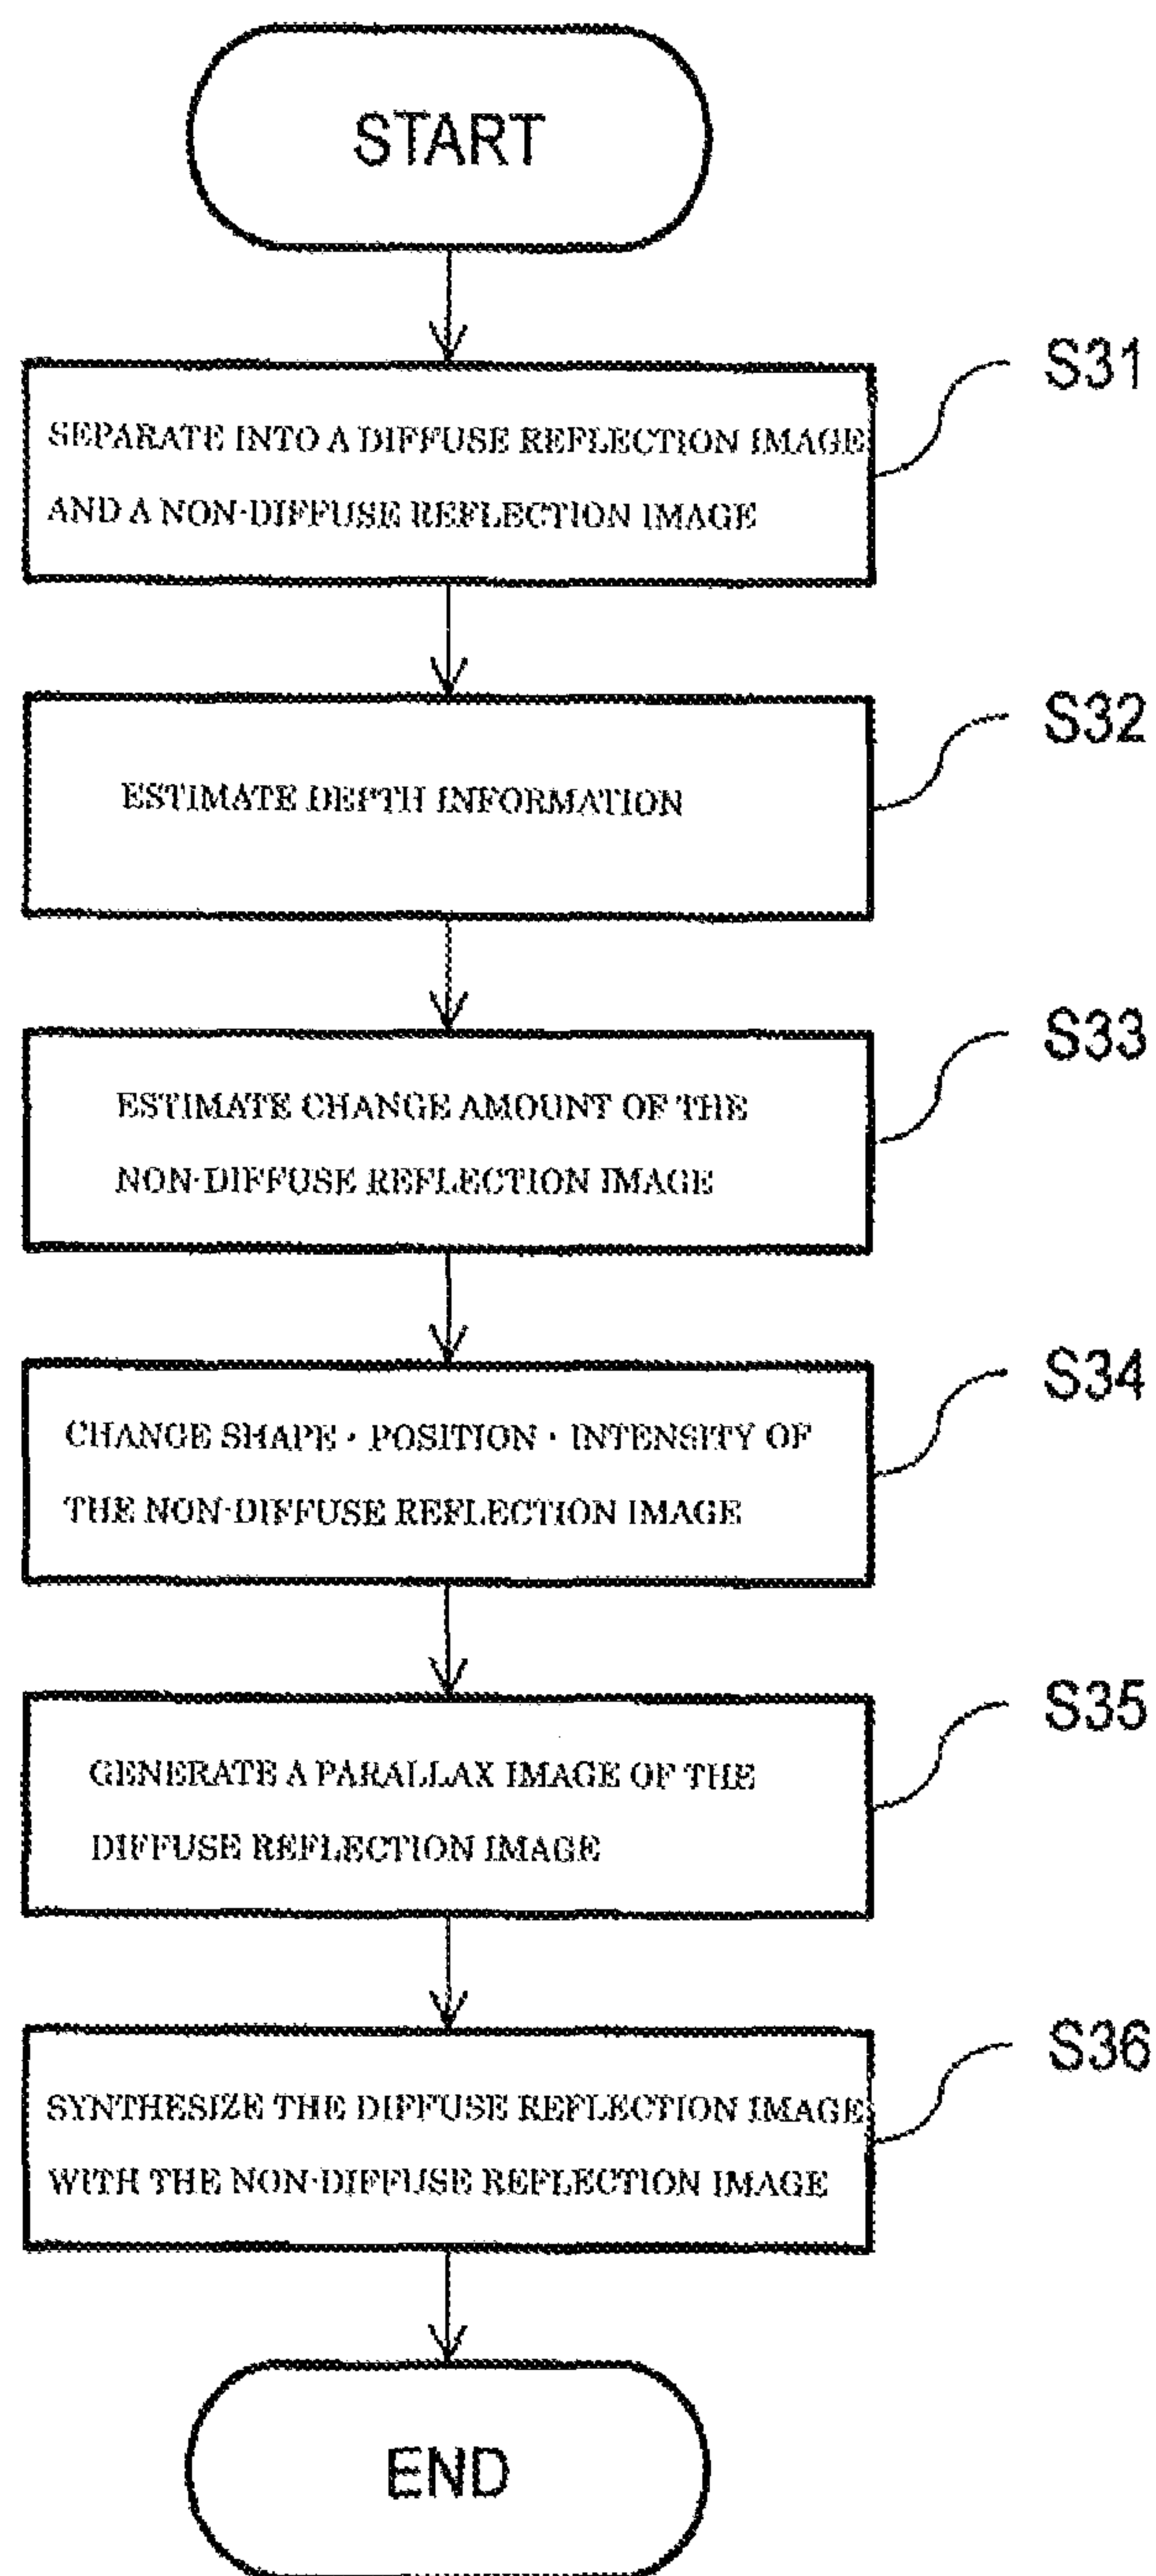 START
S31
SEPARATE INTO A DIFFUSE REFLECTION IMAGE
AND A NON-DIFFUSE REFLECTION IMAGE
S32
ESTIMATE DEPTH INFORMATION
S33
ESTIMATE CHANGE AMOUNT OF THE
NON-DIFFUSE REFLECTION IMAGE
S34
CHANGE SHAPE · POSITION · INTENSITY OF
THE NON-DIFFUSE REFLECTION IMAGE
S35
GENERATE A PARALLAX IMAGE OF THE
DIFFUSE REFLECTION IMAGE
S36
SYNTHESIZE THE DIFFUSE REFLECTION IMAGE
WITH THE NON-DIFFUSE REFLECTION IMAGE
END